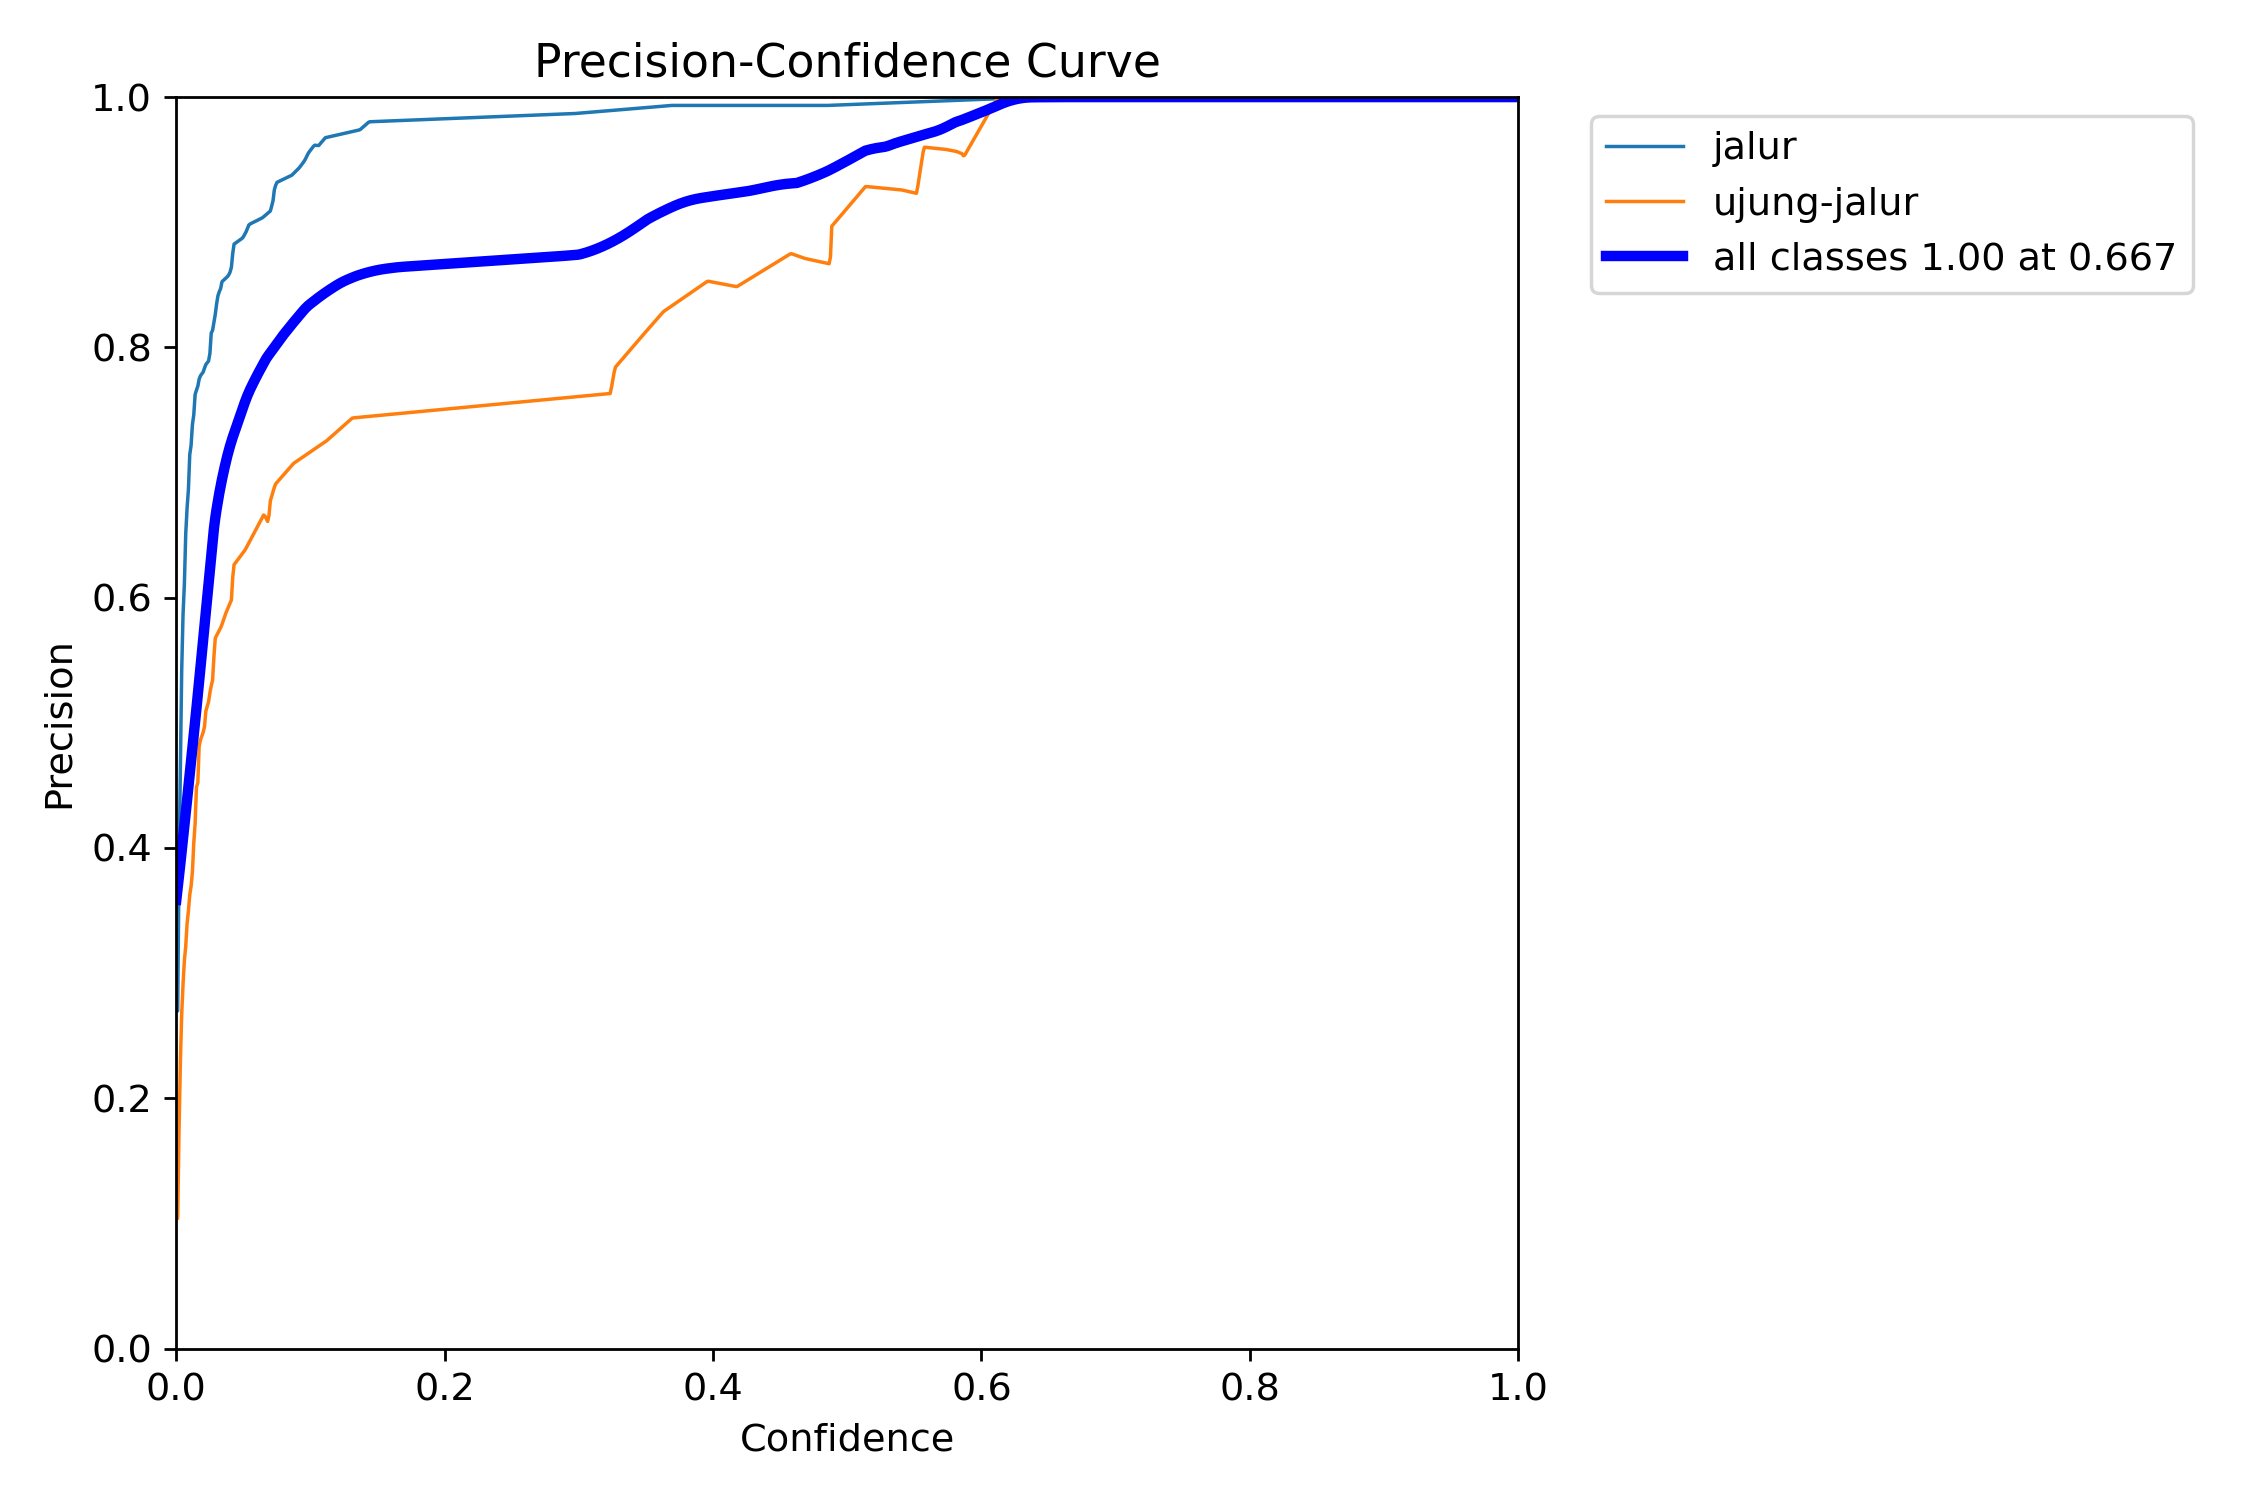 Precision-Confidence Curve
1.0
0.8
0.6
0.4
0.2
0.0
Precision
0.0 0.2 0.4 0.6 0.8 1.0
Confidence
jalur
ujung-jalur
all classes 1.00 at 0.667